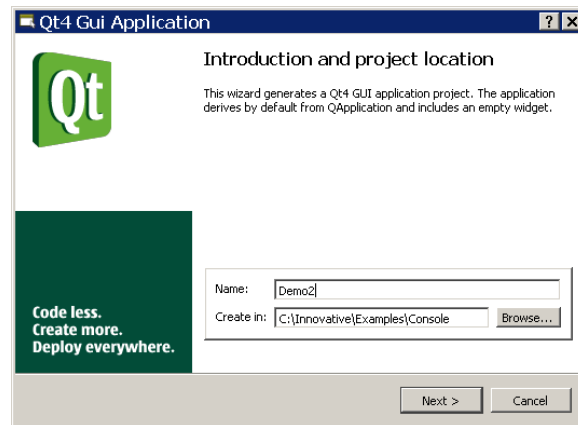 Qt4 Gui Application
?
X
Qt
Introduction and project location
This wizard generates a Qt4 GUI application project. The application
derives by default from QApplication and includes an empty widget.
Name:
Demo2
Create in:
C:\Innovative\Examples\Console
Browse...
Code less.
Create more.
Deploy everywhere.
Next >
Cancel